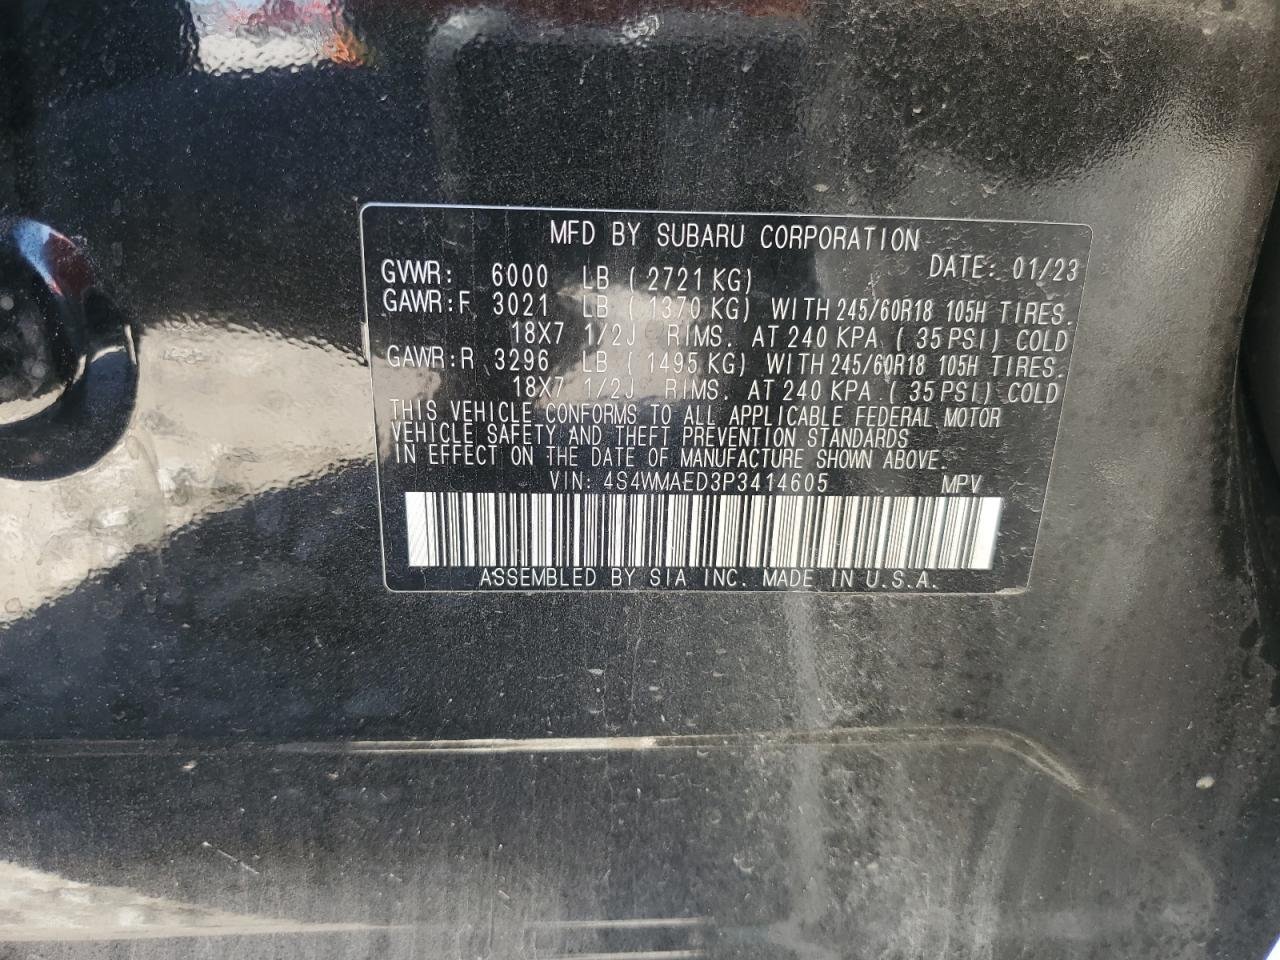 MFD BY SUBARU CORPORATION
DATE: 01/23
GVWR: 6000 LB ( 2721 KG)
GAWR:F 3021 LB ( 1370 KG) WITH 245/60R18 105H TIRES.
18X7 1/2J RIMS. AT 240 KPA ( 35 PSI) COLD
GAWR:R 3296 LB ( 1495 KG) WITH 245/60R18 105H TIRES.
18X7 1/2J RIMS. AT 240 KPA ( 35 PSI) COLD
THIS VEHICLE CONFORMS TO ALL APPLICABLE FEDERAL MOTOR
VEHICLE SAFETY AND THEFT PREVENTION STANDARDS
IN EFFECT ON THE DATE OF MANUFACTURE SHOWN ABOVE.
VIN: 4S4WMAED3P3414605 MPV
ASSEMBLED BY SIA INC. MADE IN U.S.A.